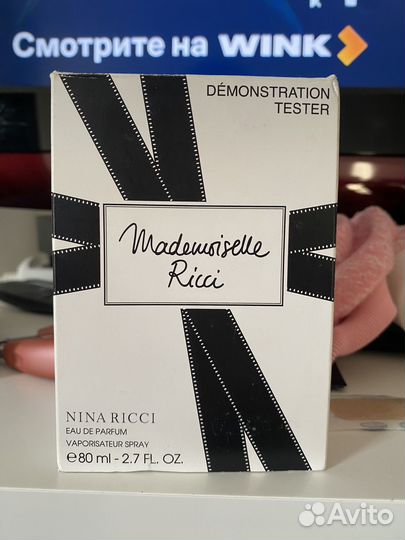 Смотрите на WINK
DÉMONSTRATION
TESTER
Mademoiselle
Ricci
NINA RICCI
EAU DE PARFUM
VAPORISATEUR SPRAY
e 80 ml - 2.7 FL. OZ.
Avito